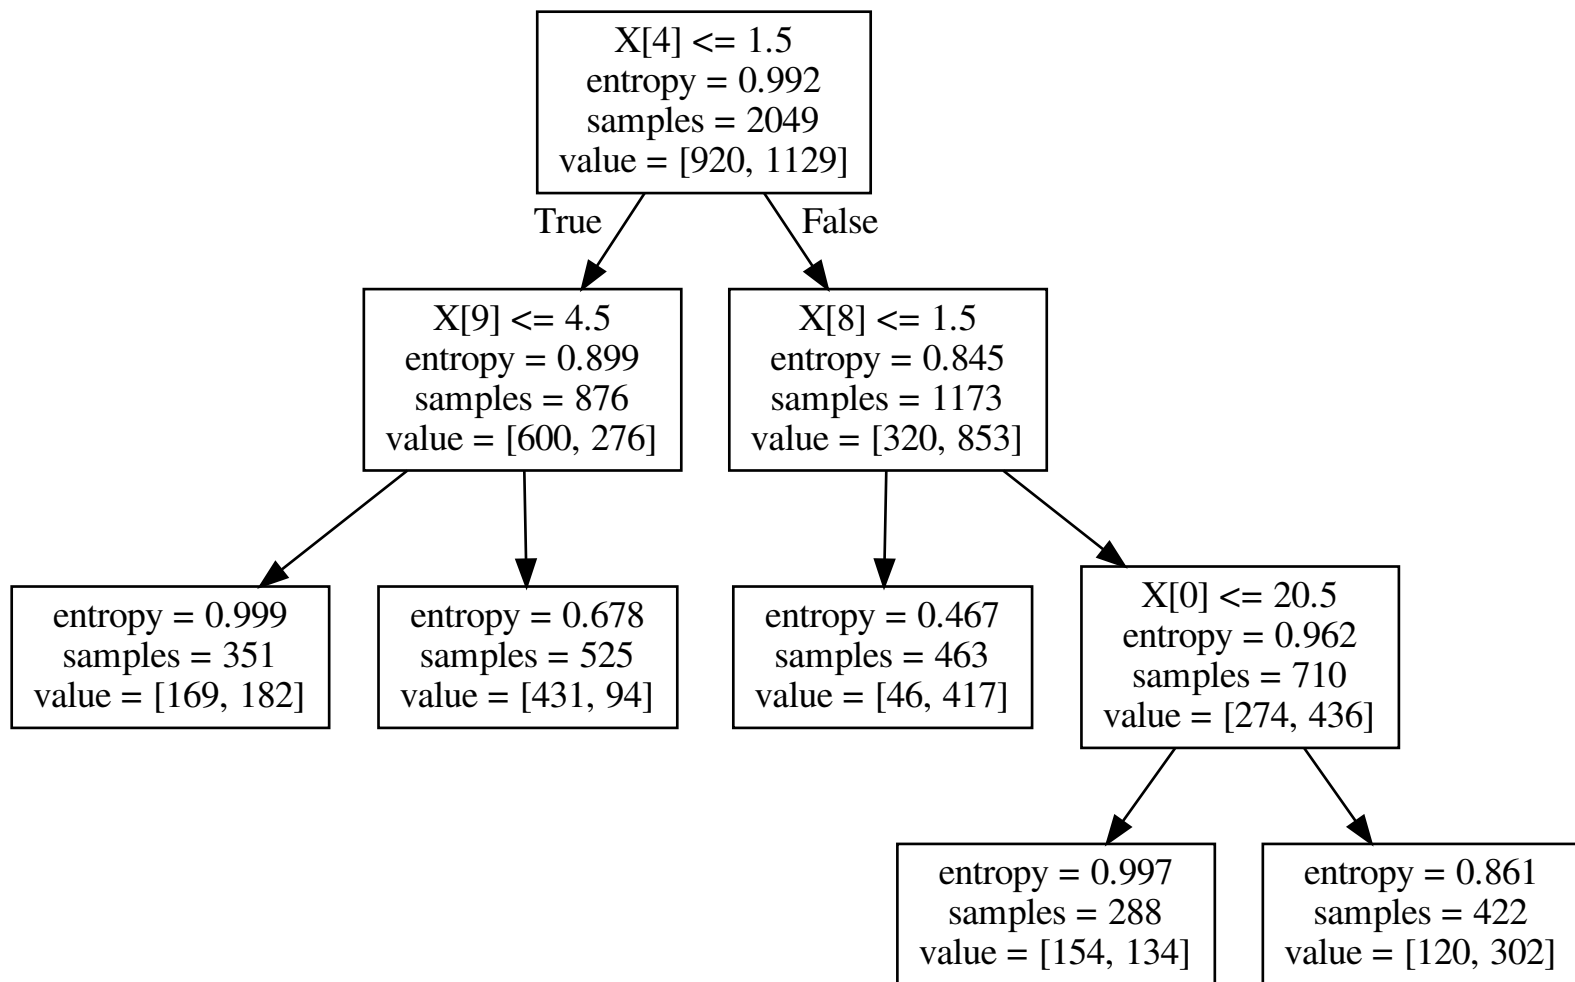 X[4] <= 1.5
entropy = 0.992
samples = 2049
value = [920, 1129]
True
False
X[9] <= 4.5
entropy = 0.899
samples = 876
value = [600, 276]
X[8] <= 1.5
entropy = 0.845
samples = 1173
value = [320, 853]
entropy = 0.999
samples = 351
value = [169, 182]
entropy = 0.678
samples = 525
value = [431, 94]
entropy = 0.467
samples = 463
value = [46, 417]
X[0] <= 20.5
entropy = 0.962
samples = 710
value = [274, 436]
entropy = 0.997
samples = 288
value = [154, 134]
entropy = 0.861
samples = 422
value = [120, 302]